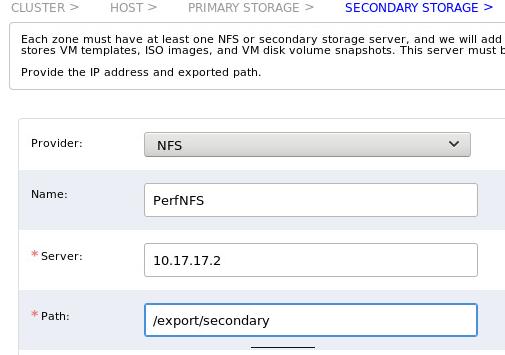 CLUSTER > HOST > PRIMARY STORAGE > SECONDARY STORAGE >
Each zone must have at least one NFS or secondary storage server, and we will add
stores VM templates, ISO images, and VM disk volume snapshots. This server must b
Provide the IP address and exported path.
Provider: NFS
Name: PerfNFS
* Server: 10.17.17.2
* Path: /export/secondary